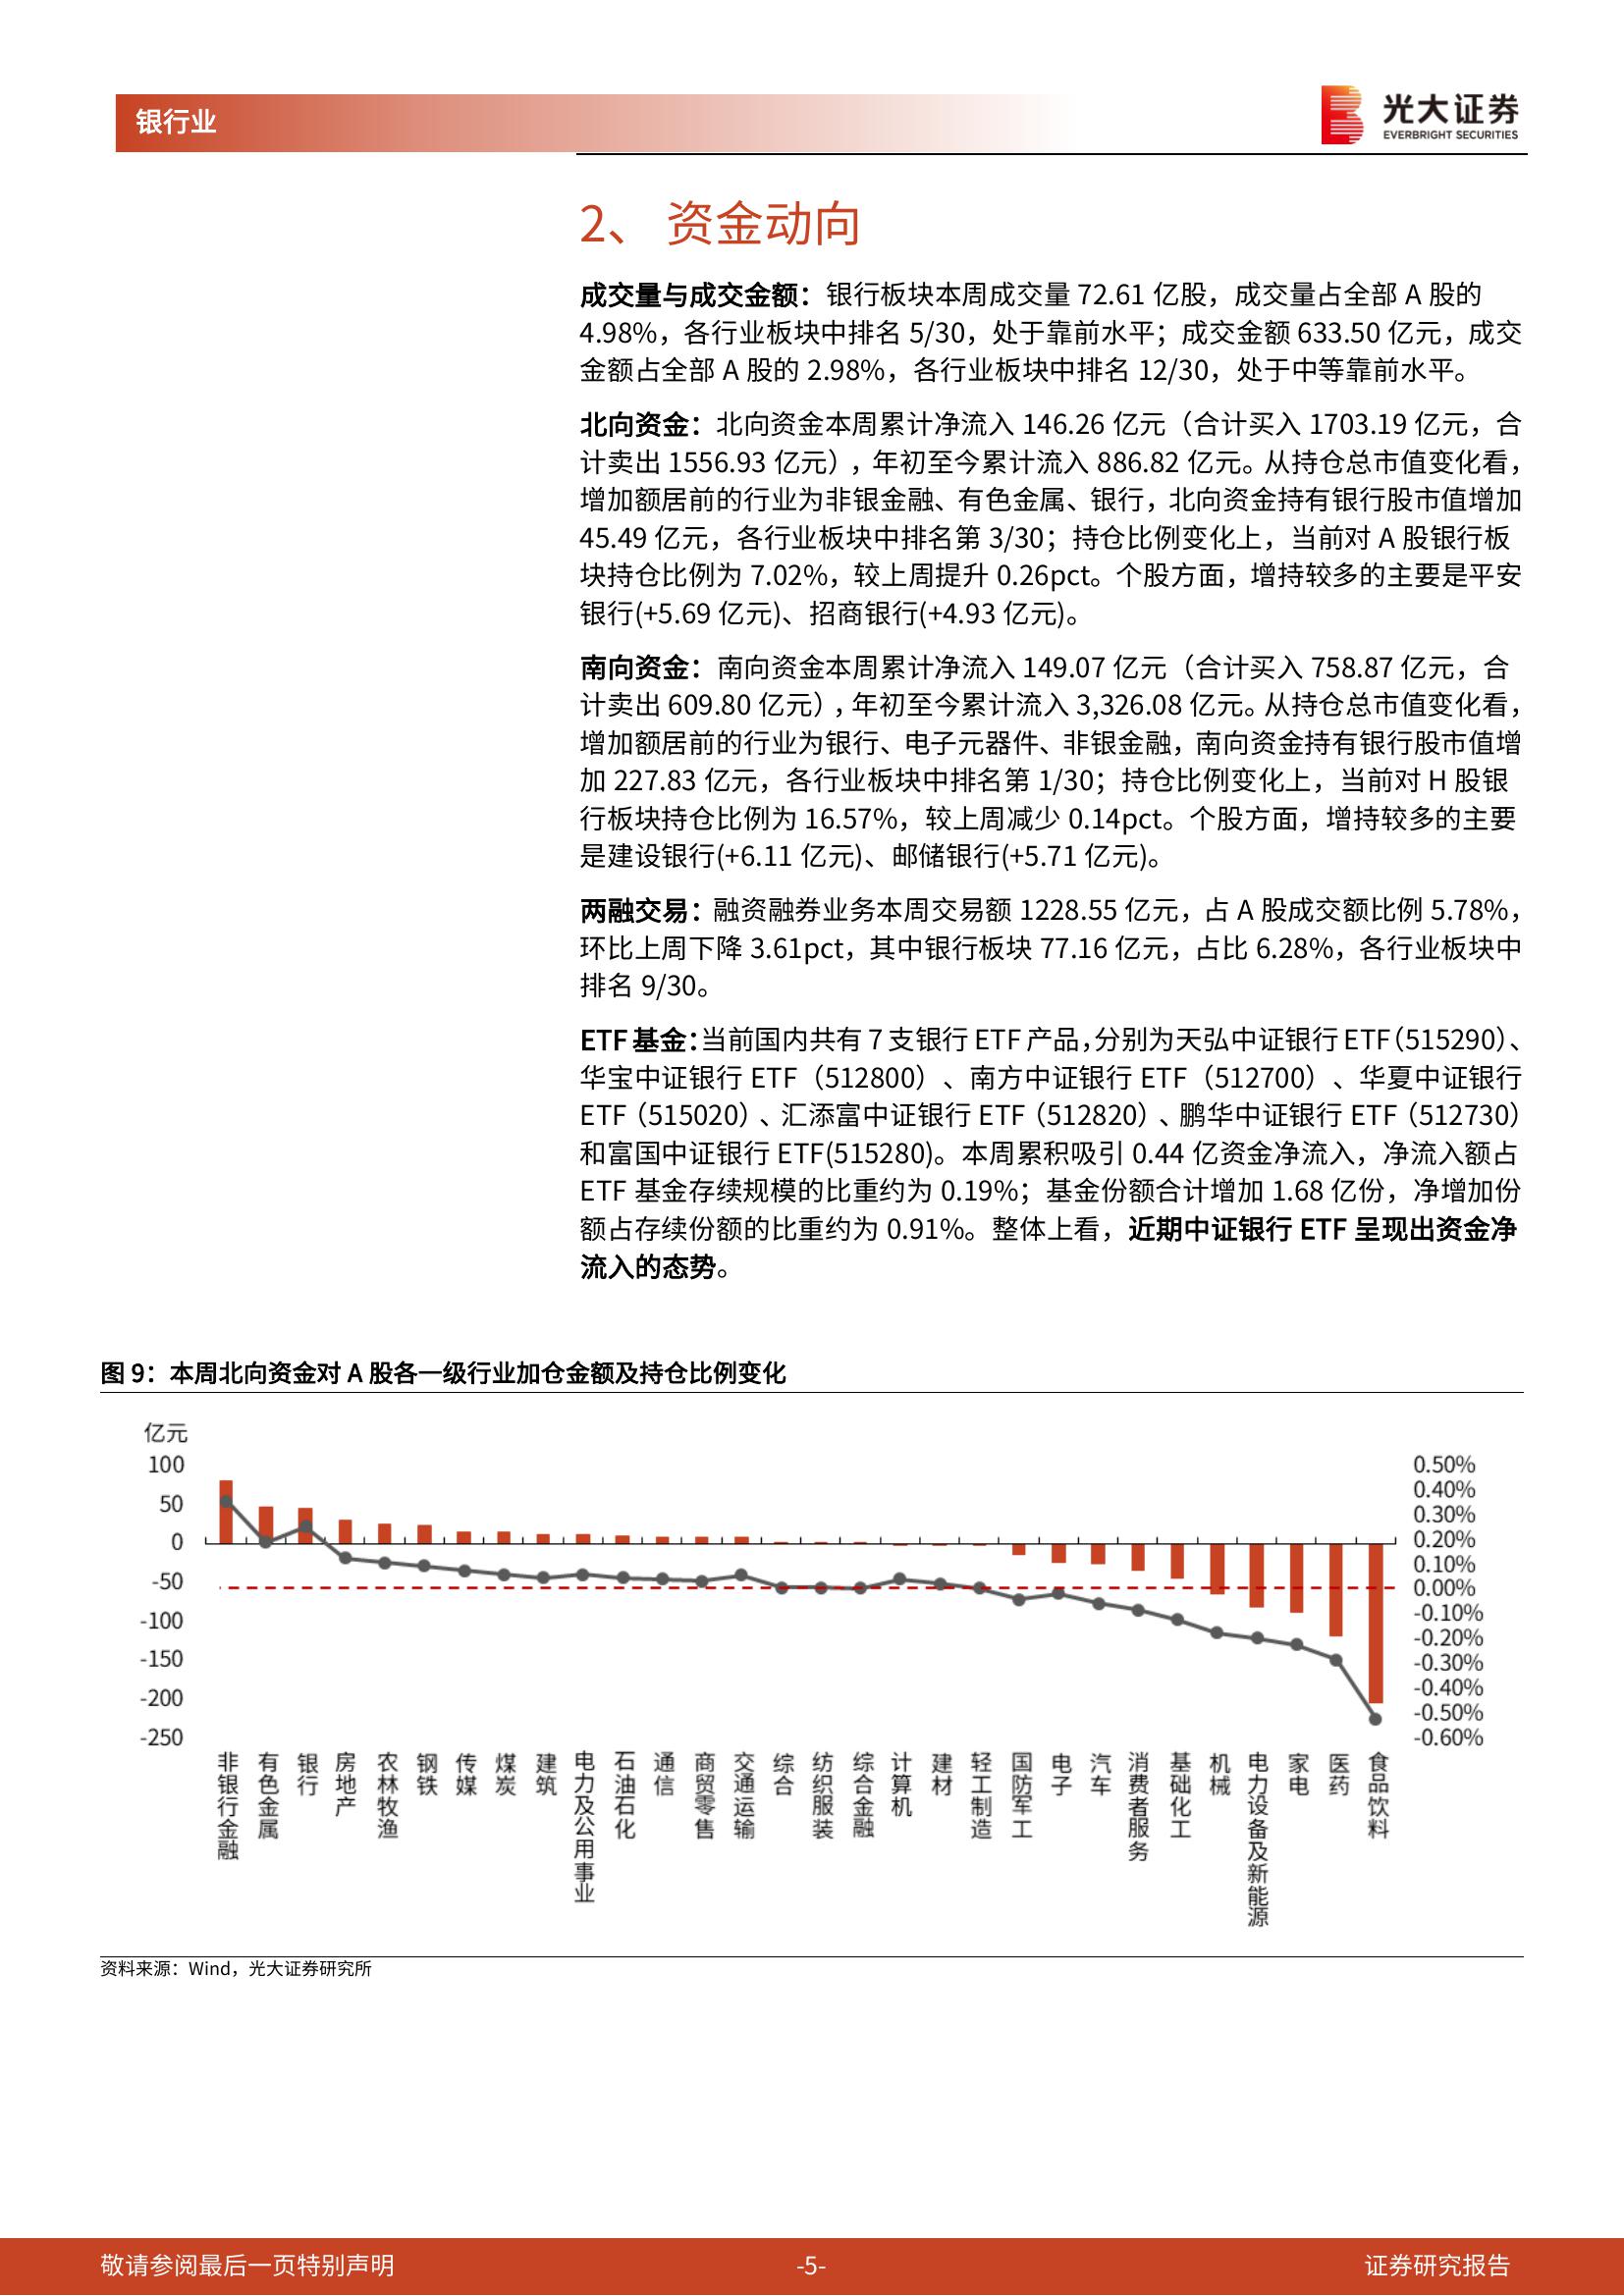 银行业
光大证券
EVERBRIGHT SECURITIES
2、 资金动向
成交量与成交金额：银行板块本周成交量 72.61 亿股，成交量占全部 A 股的
4.98%，各行业板块中排名 5/30，处于靠前水平；成交金额 633.50 亿元，成交
金额占全部 A 股的 2.98%，各行业板块中排名 12/30，处于中等靠前水平。
北向资金：北向资金本周累计净流入 146.26 亿元（合计买入 1703.19 亿元，合
计卖出 1556.93 亿元），年初至今累计流入 886.82 亿元。从持仓总市值变化看，
增加额居前的行业为非银金融、有色金属、银行，北向资金持有银行股市值增加
45.49 亿元，各行业板块中排名第 3/30；持仓比例变化上，当前对 A 股银行板
块持仓比例为 7.02%，较上周提升 0.26pct。个股方面，增持较多的主要是平安
银行(+5.69 亿元)、招商银行(+4.93 亿元)。
南向资金：南向资金本周累计净流入 149.07 亿元（合计买入 758.87 亿元，合
计卖出 609.80 亿元），年初至今累计流入 3,326.08 亿元。从持仓总市值变化看，
增加额居前的行业为银行、电子元器件、非银金融，南向资金持有银行股市值增
加 227.83 亿元，各行业板块中排名第 1/30；持仓比例变化上，当前对 H 股银
行板块持仓比例为 16.57%，较上周减少 0.14pct。个股方面，增持较多的主要
是建设银行(+6.11 亿元)、邮储银行(+5.71 亿元)。
两融交易：融资融券业务本周交易额 1228.55 亿元，占 A 股成交额比例 5.78%，
环比上周下降 3.61pct，其中银行板块 77.16 亿元，占比 6.28%，各行业板块中
排名 9/30。
ETF 基金：当前国内共有 7 支银行 ETF 产品，分别为天弘中证银行 ETF（515290）、
华宝中证银行 ETF（512800）、南方中证银行 ETF（512700）、华夏中证银行
ETF（515020）、汇添富中证银行 ETF（512820）、鹏华中证银行 ETF（512730）
和富国中证银行 ETF(515280)。本周累积吸引 0.44 亿资金净流入，净流入额占
ETF 基金存续规模的比重约为 0.19%；基金份额合计增加 1.68 亿份，净增加份
额占存续份额的比重约为 0.91%。整体上看，近期中证银行 ETF 呈现出资金净
流入的态势。
图 9：本周北向资金对 A 股各一级行业加仓金额及持仓比例变化
亿元
100
50
0
-50
-100
-150
-200
-250
0.50%
0.40%
0.30%
0.20%
0.10%
0.00%
-0.10%
-0.20%
-0.30%
-0.40%
-0.50%
-0.60%
非银行金融
有色金属
银行
房地产
农林牧渔
钢铁
传媒
煤炭
建筑
电力及公用事业
石油石化
通信
商贸零售
交通运输
综合
纺织服装
综合金融
计算机
建材
轻工制造
国防军工
电子
汽车
消费者服务
基础化工
机械
电力设备及新能源
家电
医药
食品饮料
资料来源：Wind，光大证券研究所
敬请参阅最后一页特别声明
-5-
证券研究报告